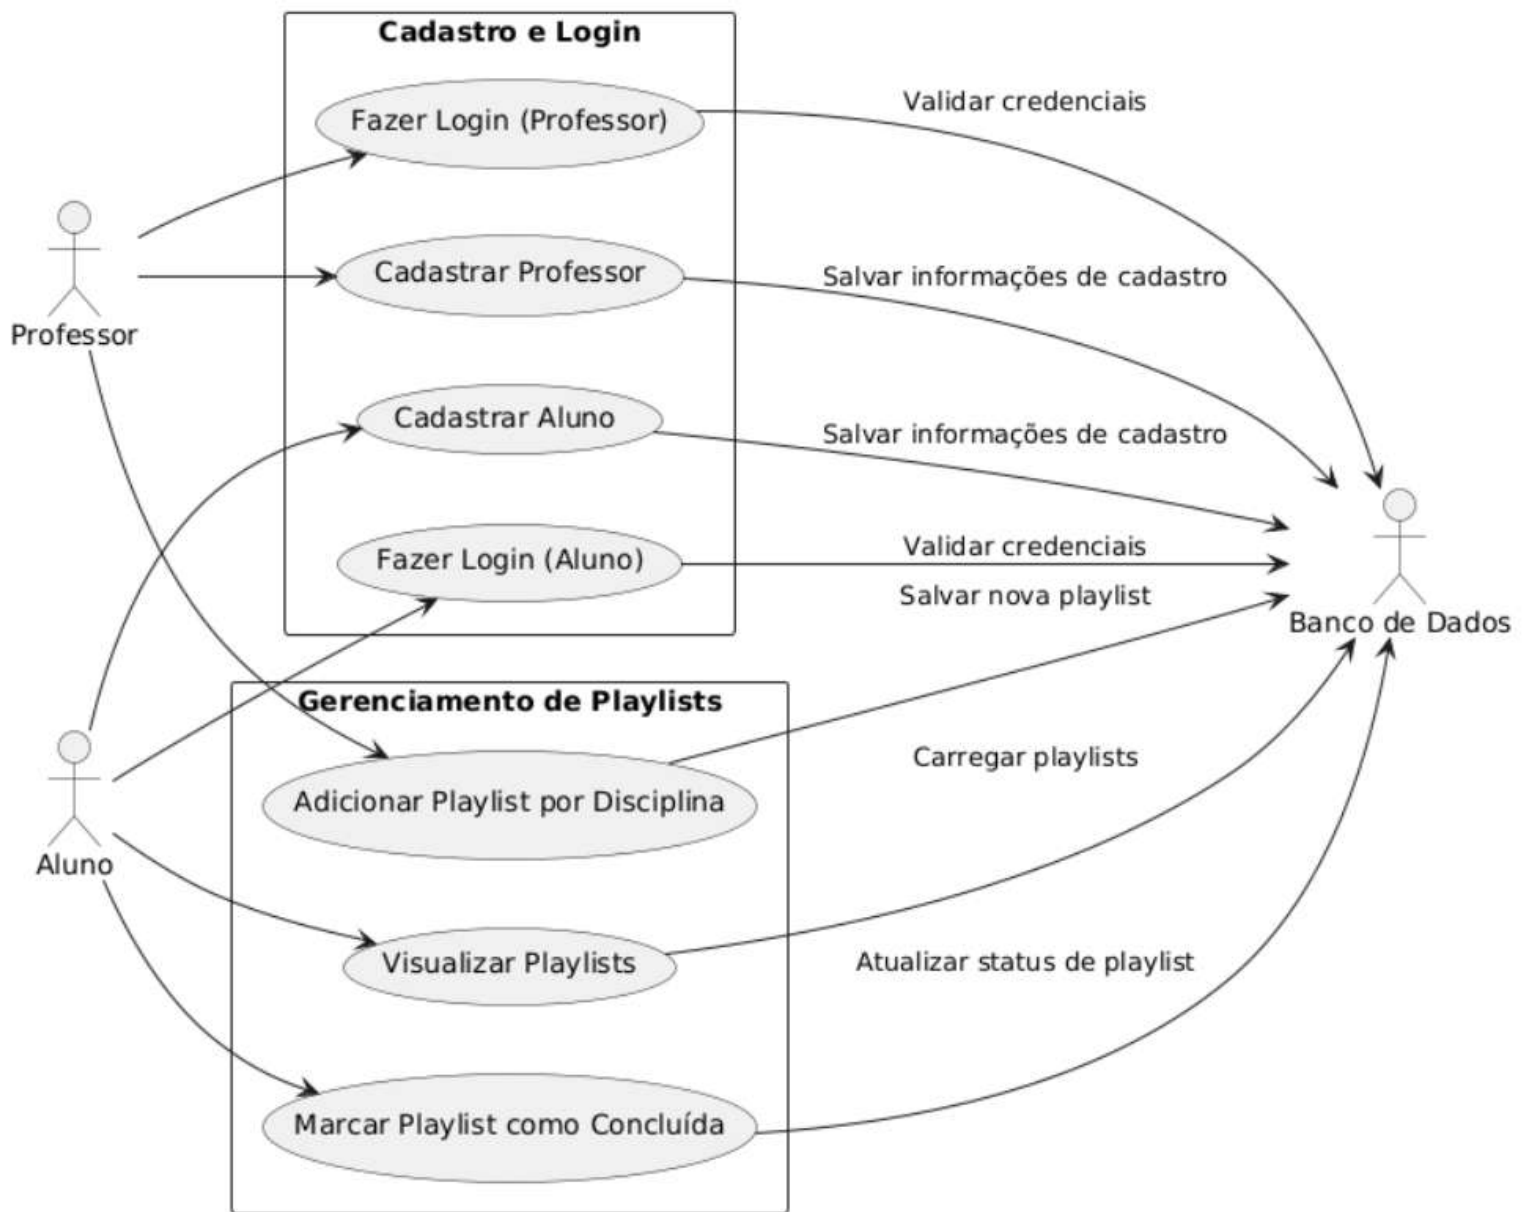 Cadastro e Login
Fazer Login (Professor)
Validar credenciais
Cadastrar Professor
Salvar informações de cadastro
Professor
Cadastrar Aluno
Salvar informações de cadastro
Fazer Login (Aluno)
Validar credenciais
Salvar nova playlist
Banco de Dados
Gerenciamento de Playlists
Adicionar Playlist por Disciplina
Carregar playlists
Aluno
Visualizar Playlists
Atualizar status de playlist
Marcar Playlist como Concluída